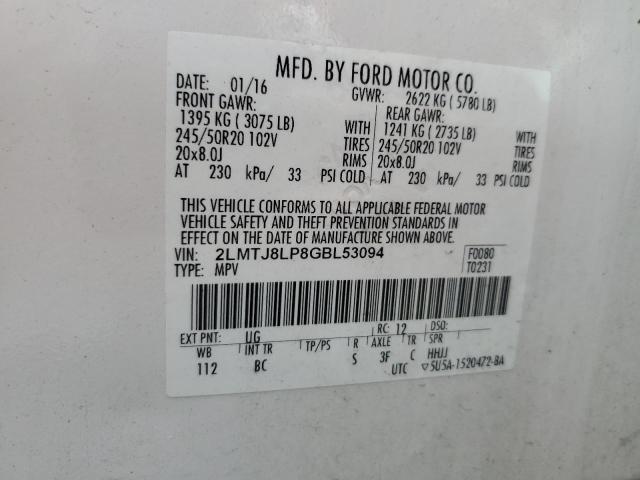 MFD. BY FORD MOTOR CO.
DATE: 01/16 GVWR: 2622 KG ( 5780 LB)
FRONT GAWR: REAR GAWR:
1395 KG ( 3075 LB) WITH 1241 KG ( 2735 LB) WITH
245/50R20 102V TIRES 245/50R20 102V TIRES
20x8.0J RIMS 20x8.0J RIMS
AT 230 kPa/ 33 PSI COLD AT 230 kPa/ 33 PSI COLD
THIS VEHICLE CONFORMS TO ALL APPLICABLE FEDERAL MOTOR
VEHICLE SAFETY AND THEFT PREVENTION STANDARDS IN
EFFECT ON THE DATE OF MANUFACTURE SHOWN ABOVE.
VIN: 2LMTJ8LP8GBL53094 F0080
TYPE: MPV T0231
EXT PNT: UG RC: 12 DSO:
WB INT TR TP/PS R AXLE TR SPR
112 BC S 3F C HHJJ
UTC ▽5U5A-1520472-BA